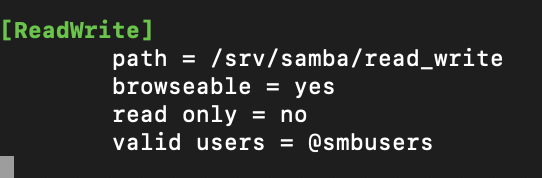 [ReadWrite]
path = /srv/samba/read_write
browseable = yes
read only = no
valid users = @smbusers